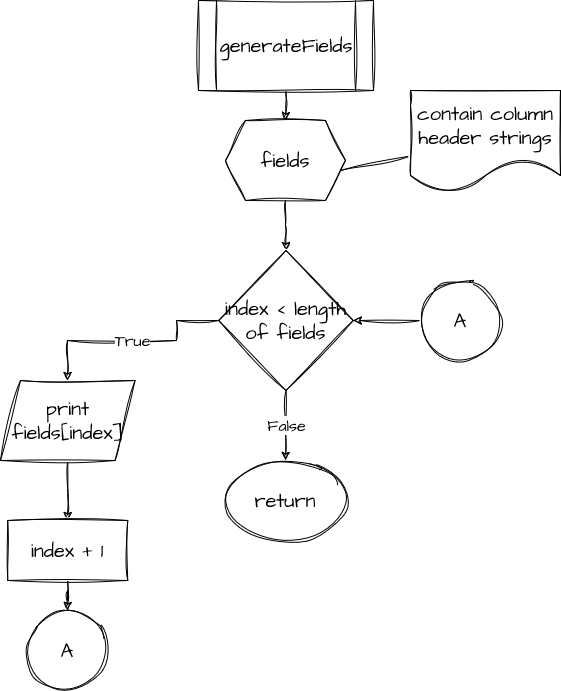 generateFields
contain column
header strings
fields
index < length
of fields
A
True
print
fields[index]
False
return
index + 1
A